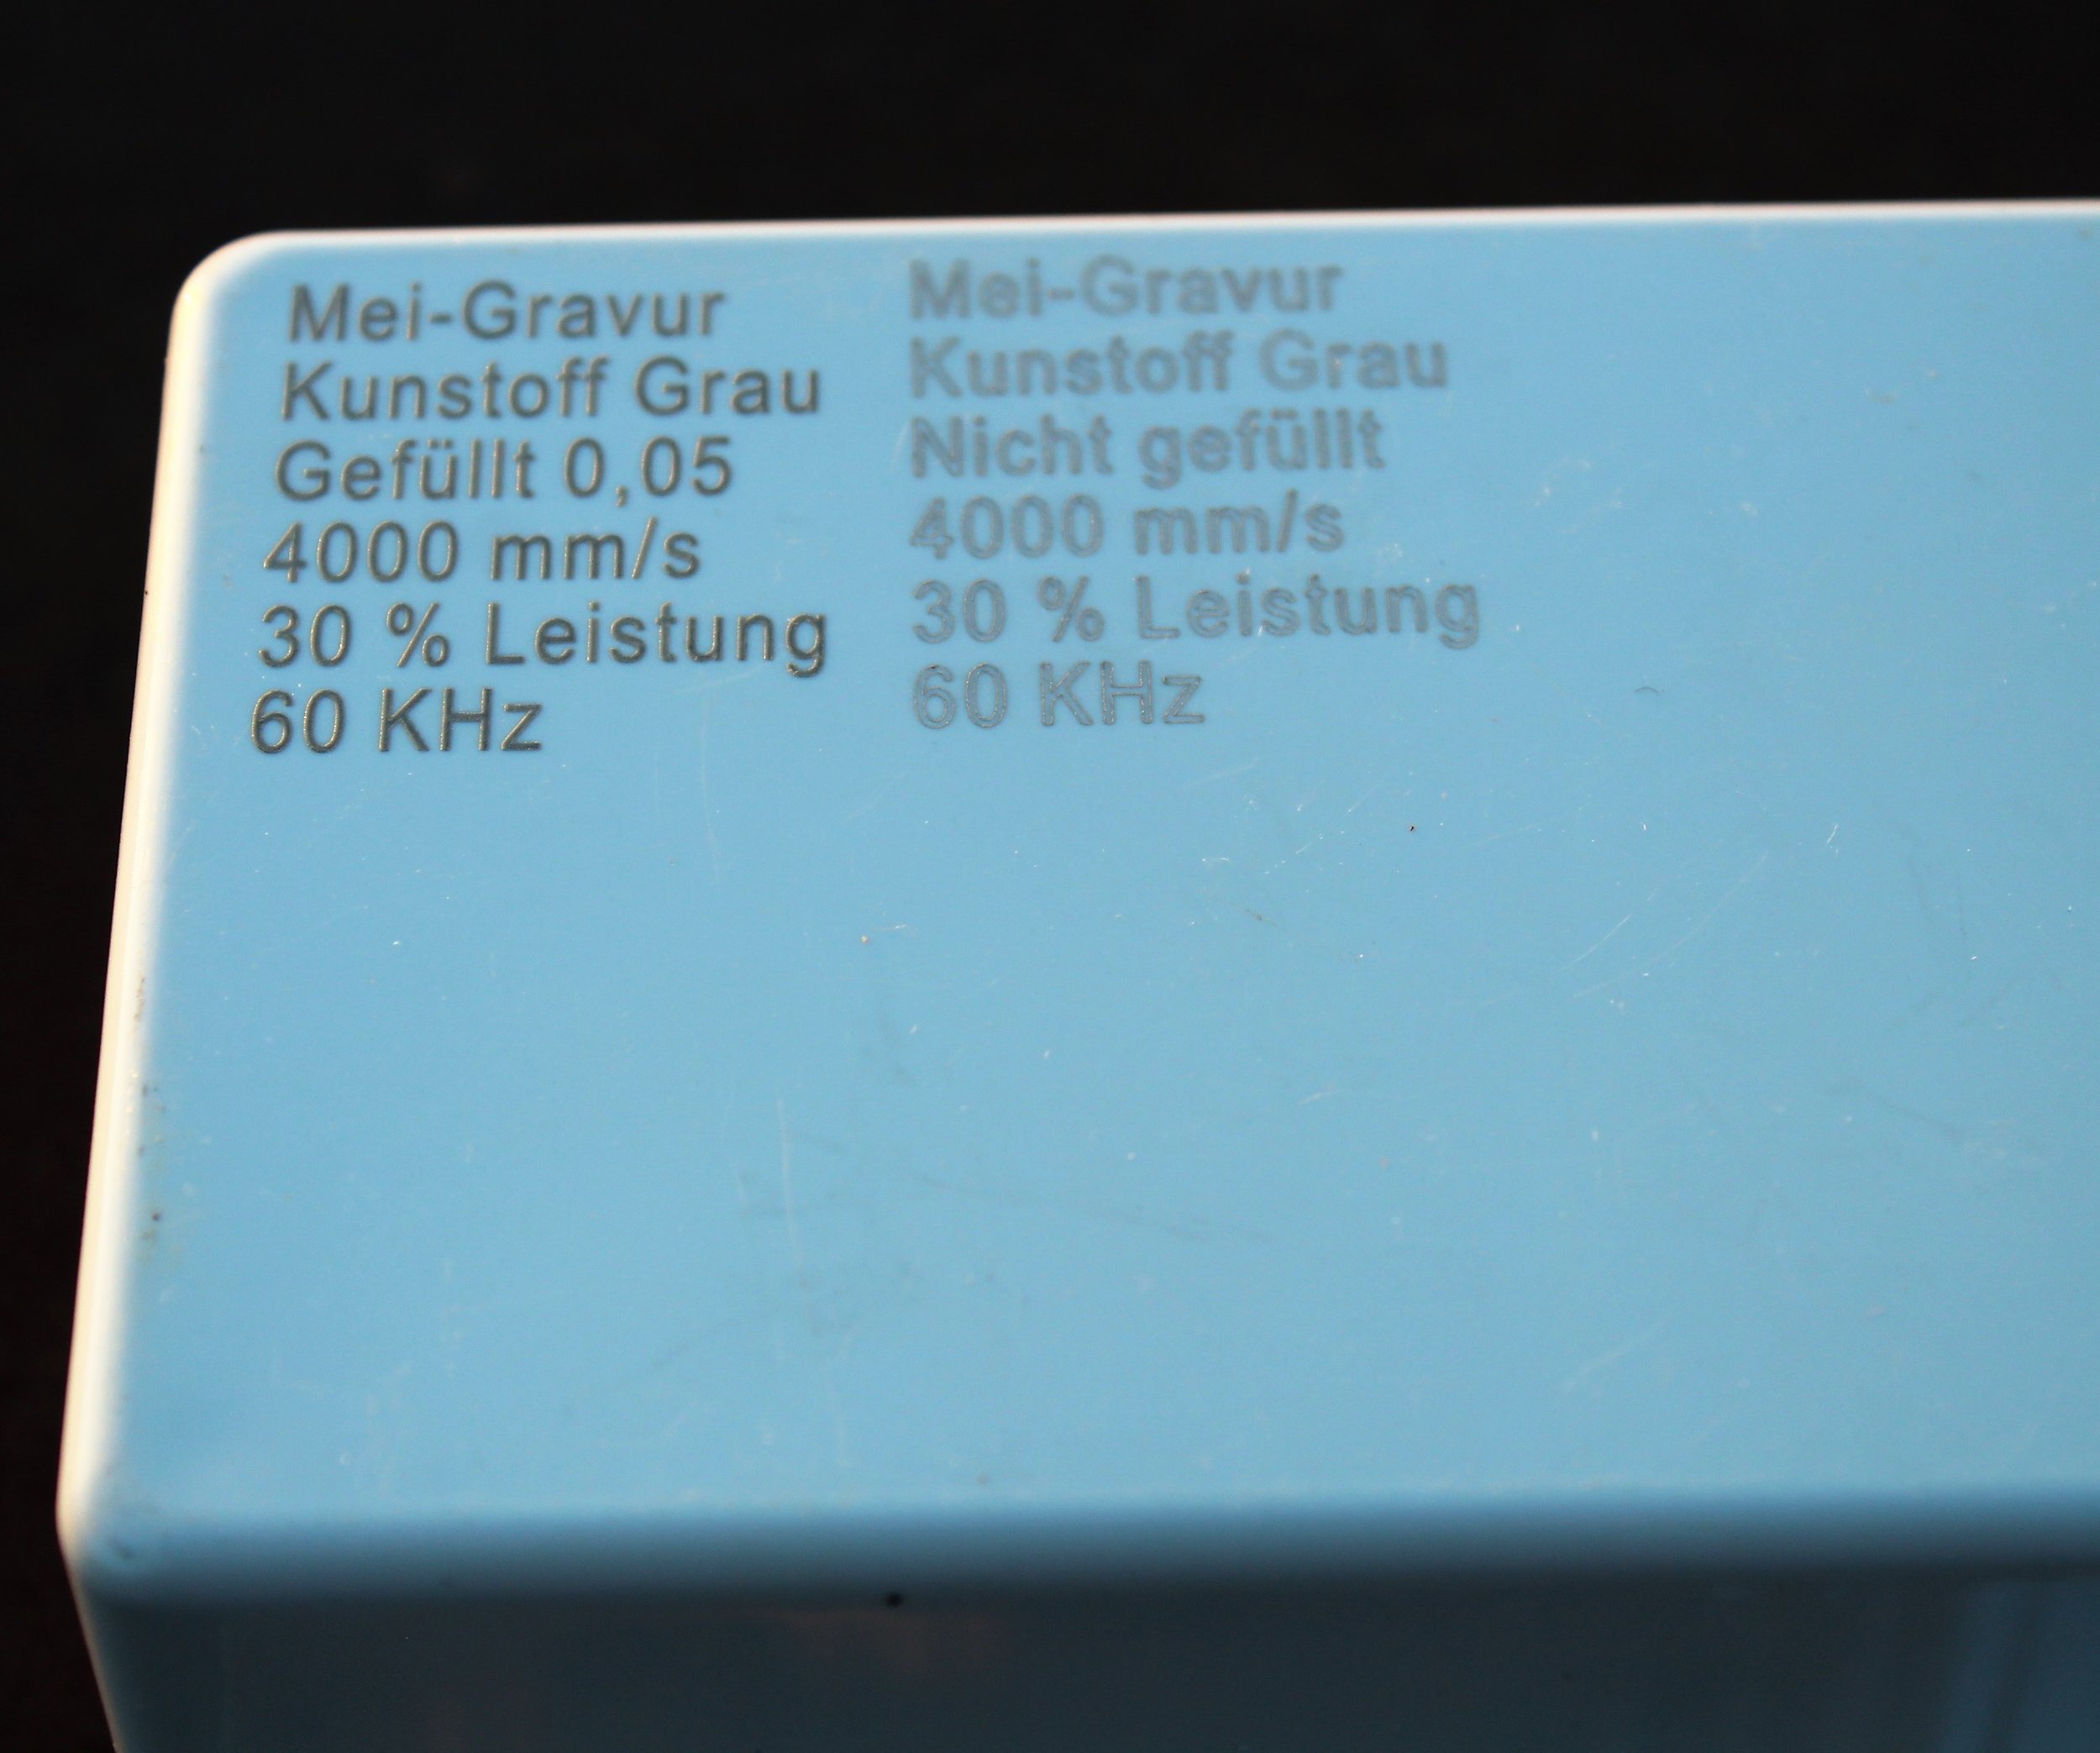 Mei-Gravur
Kunstoff Grau
Gefüllt 0,05
4000 mm/s
30 % Leistung
60 KHz
Mei-Gravur
Kunstoff Grau
Nicht gefüllt
4000 mm/s
30 % Leistung
60 KHz